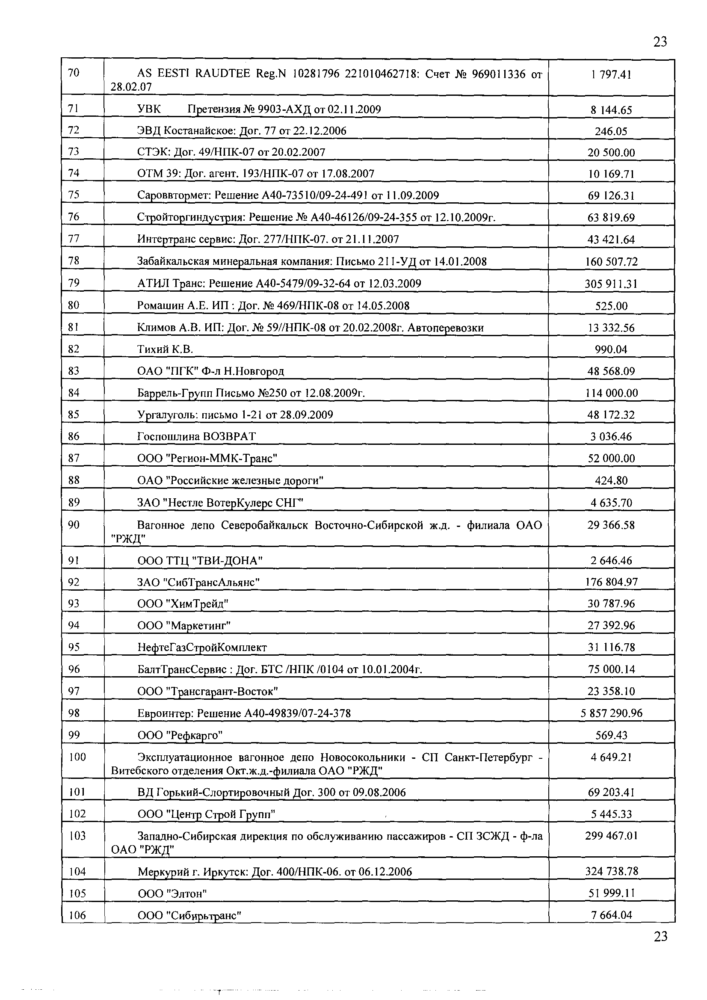 23
70 AS EESTI RAUDTEE Reg.N 10281796 221010462718: Счет № 969011336 от 1 797.41
28.02.07
71 УВК Претензия № 9903-АХД от 02.11.2009 8 144.65
72 ЭВД Костанайское: Дог. 77 от 22.12.2006 246.05
73 СТЭК: Дог. 49/НПК-07 от 20.02.2007 20 500.00
74 ОТМ 39: Дог. агент. 193/НПК-07 от 17.08.2007 10 169.71
75 Сароввтормет: Решение А40-73510/09-24-491 от 11.09.2009 69 126.31
76 Стройторгиндустрия: Решение № А40-46126/09-24-355 от 12.10.2009г. 63 819.69
77 Интертранс сервис: Дог. 277/НПК-07. от 21.11.2007 43 421.64
78 Забайкальская минеральная компания: Письмо 211-УД от 14.01.2008 160 507.72
79 АТИЛ Транс: Решение А40-5479/09-32-64 от 12.03.2009 305 911.31
80 Ромашин А.Е. ИП : Дог. № 469/НПК-08 от 14.05.2008 525.00
81 Климов А.В. ИП: Дог. № 59//НПК-08 от 20.02.2008г. Автоперевозки 13 332.56
82 Тихий К.В. 990.04
83 ОАО "ПГК" Ф-л Н.Новгород 48 568.09
84 Баррель-Групп Письмо №250 от 12.08.2009г. 114 000.00
85 Ургалуголь: письмо 1-21 от 28.09.2009 48 172.32
86 Госпошлина ВОЗВРАТ 3 036.46
87 ООО "Регион-ММК-Транс" 52 000.00
88 ОАО "Российские железные дороги" 424.80
89 ЗАО "Нестле ВотерКулерс СНГ" 4 635.70
90 Вагонное депо Северобайкальск Восточно-Сибирской ж.д. - филиала ОАО 29 366.58
"РЖД"
91 ООО ТТЦ "ТВИ-ДОНА" 2 646.46
92 ЗАО "СибТрансАльянс" 176 804.97
93 ООО "ХимТрейд" 30 787.96
94 ООО "Маркетинг" 27 392.96
95 НефтеГазСтройКомплект 31 116.78
96 БалтТрансСервис : Дог. БТС /НПК /0104 от 10.01.2004г. 75 000.14
97 ООО "Трансгарант-Восток" 23 358.10
98 Евроинтер: Решение А40-49839/07-24-378 5 857 290.96
99 ООО "Рефкарго" 569.43
100 Эксплуатационное вагонное депо Новосокольники - СП Санкт-Петербург - 4 649.21
Витебского отделения Окт.ж.д.-филиала ОАО "РЖД"
101 ВД Горький-Слортировочный Дог. 300 от 09.08.2006 69 203.41
102 ООО "Центр Строй Групп" 5 445.33
103 Западно-Сибирская дирекция по обслуживанию пассажиров - СП ЗСЖД - ф-ла 299 467.01
ОАО "РЖД"
104 Меркурий г. Иркутск: Дог. 400/НПК-06. от 06.12.2006 324 738.78
105 ООО "Элтон" 51 999.11
106 ООО "Сибирьтранс" 7 664.04
23